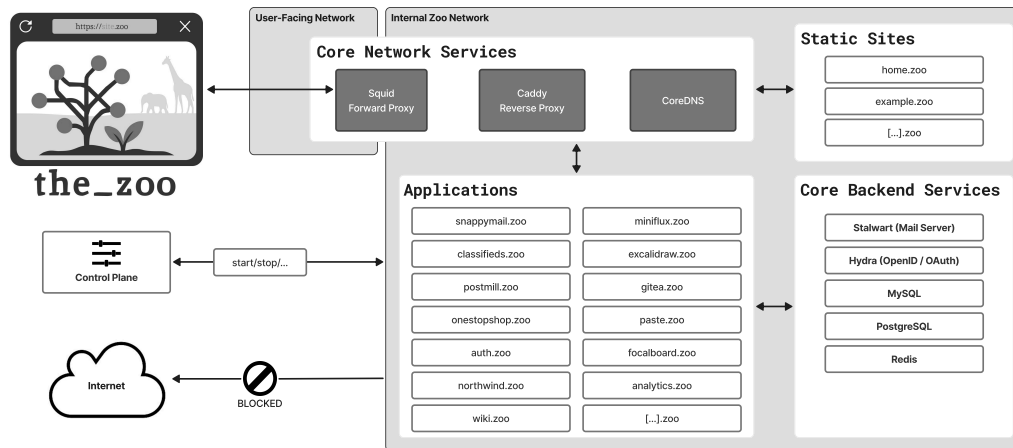 https://site.zoo
the_zoo
User-Facing Network
Internal Zoo Network
Core Network Services
Squid
Forward Proxy
Caddy
Reverse Proxy
CoreDNS
Static Sites
home.zoo
example.zoo
[...].zoo
Applications
snappymail.zoo
miniflux.zoo
classifieds.zoo
excalidraw.zoo
postmill.zoo
gitea.zoo
onestopshop.zoo
paste.zoo
auth.zoo
focalboard.zoo
northwind.zoo
analytics.zoo
wiki.zoo
[...].zoo
Core Backend Services
Stalwart (Mail Server)
Hydra (OpenID / OAuth)
MySQL
PostgreSQL
Redis
Control Plane
start/stop/...
Internet
BLOCKED